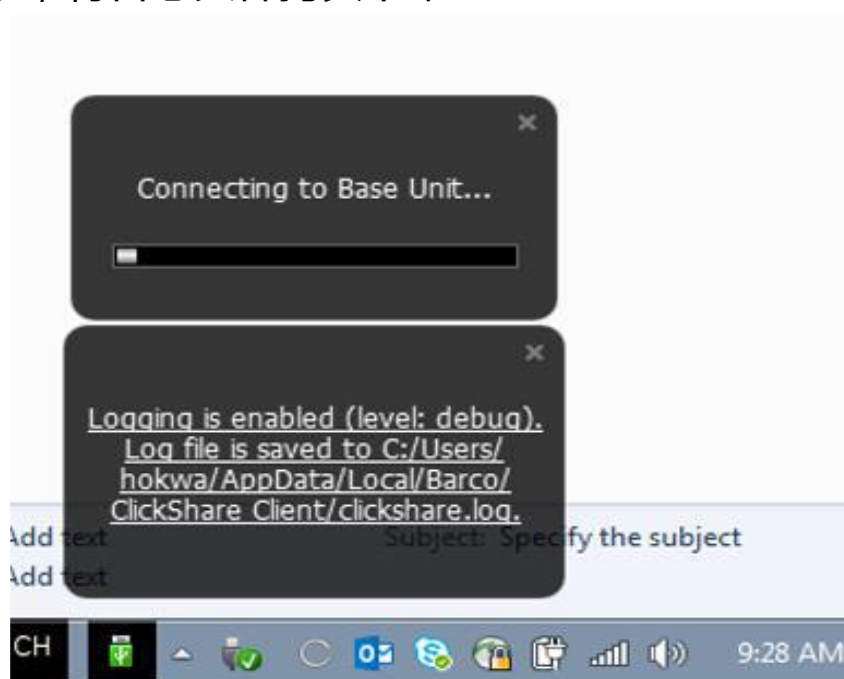 Connecting to Base Unit...
Logging is enabled (level: debug).
Log file is saved to C:/Users/
hokwa/AppData/Local/Barco/
ClickShare Client/clickshare.log.
Add text
Subject: Specify the subject
Add text
CH
9:28 AM